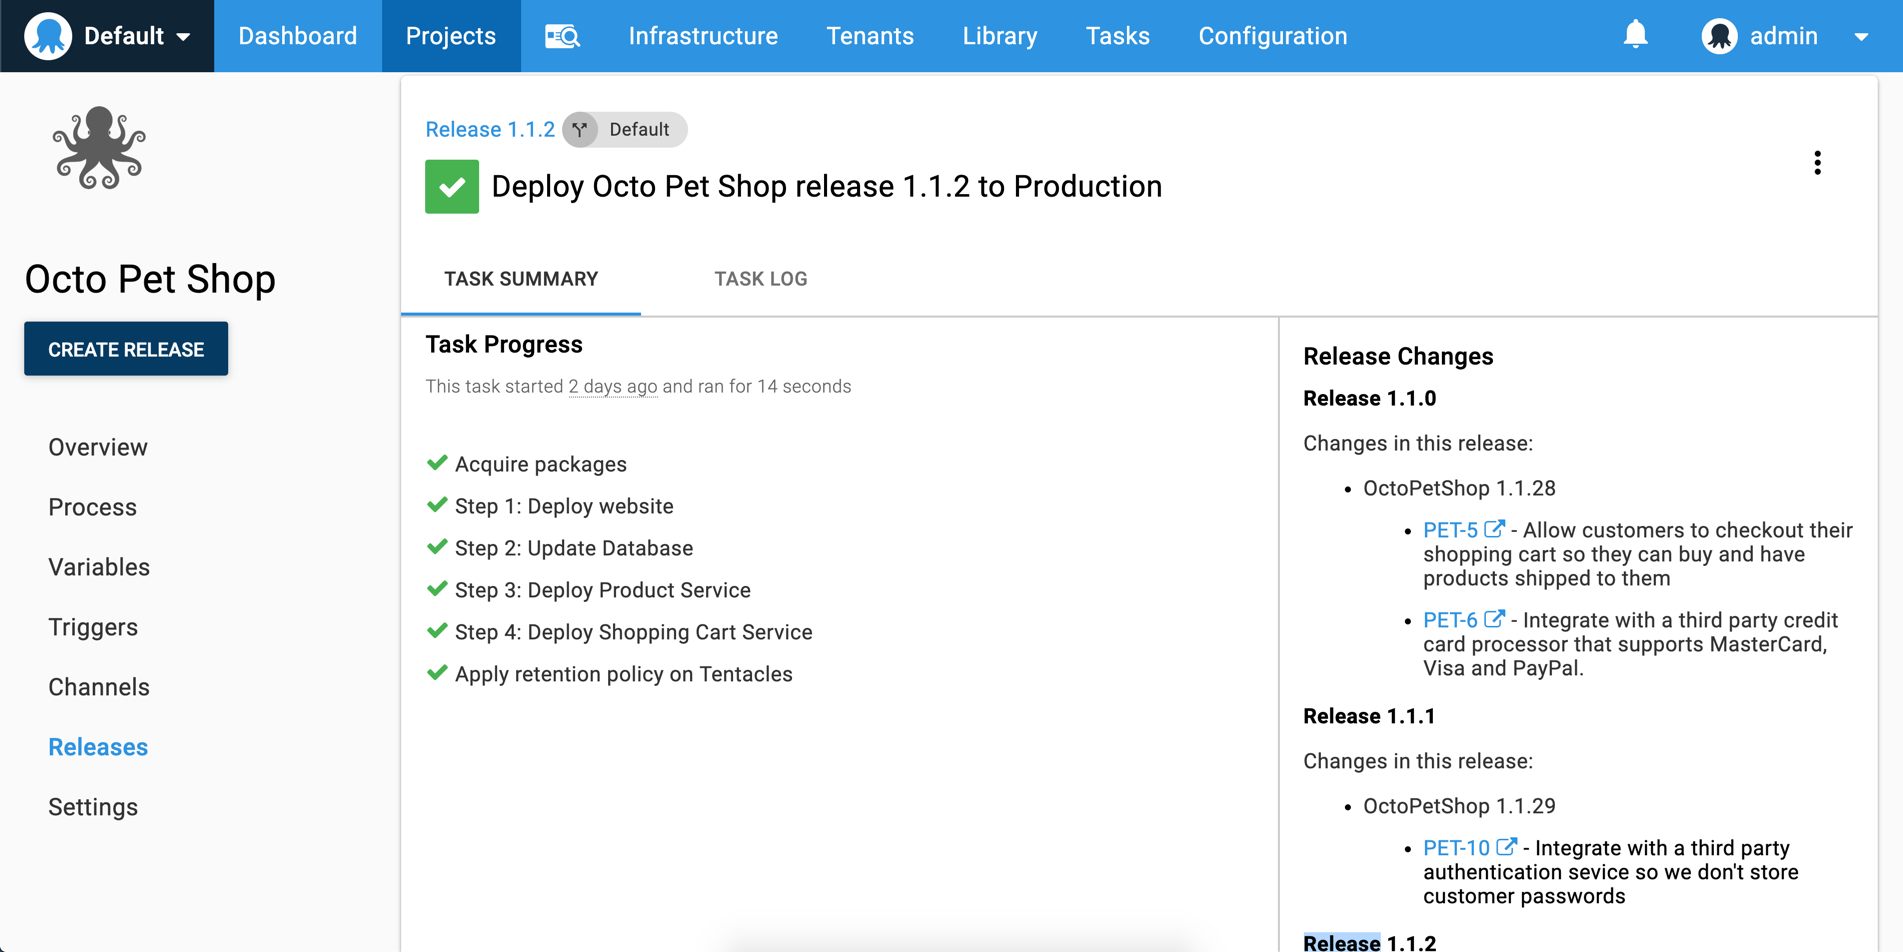 Default
Dashboard
Projects
Infrastructure
Tenants
Library
Tasks
Configuration
admin
Octo Pet Shop
CREATE RELEASE
Overview
Process
Variables
Triggers
Channels
Releases
Settings
Release 1.1.2
Default
Deploy Octo Pet Shop release 1.1.2 to Production
TASK SUMMARY
TASK LOG
Task Progress
This task started 2 days ago and ran for 14 seconds
Acquire packages
Step 1: Deploy website
Step 2: Update Database
Step 3: Deploy Product Service
Step 4: Deploy Shopping Cart Service
Apply retention policy on Tentacles
Release Changes
Release 1.1.0
Changes in this release:
• OctoPetShop 1.1.28
• PET-5 - Allow customers to checkout their
shopping cart so they can buy and have
products shipped to them
• PET-6 - Integrate with a third party credit
card processor that supports MasterCard,
Visa and PayPal.
Release 1.1.1
Changes in this release:
• OctoPetShop 1.1.29
• PET-10 - Integrate with a third party
authentication sevice so we don't store
customer passwords
Release 1.1.2